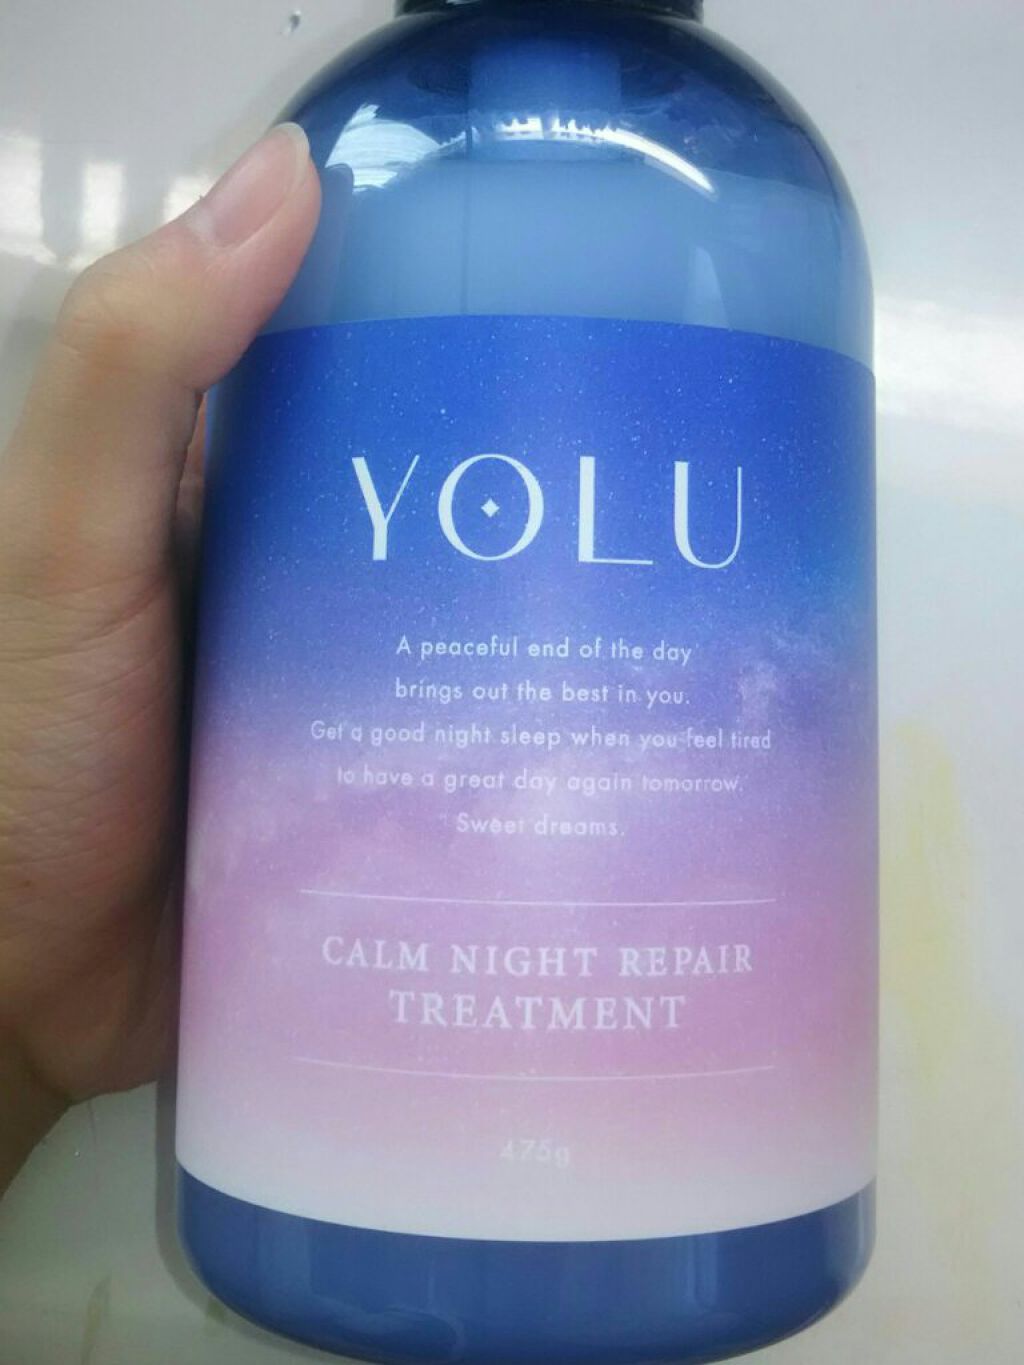 YOLU
A peaceful end of the day
brings out the best in you.
Get a good night sleep when you feel tired
to have a great day again tomorrow.
Sweet dreams.
CALM NIGHT REPAIR
TREATMENT
475g